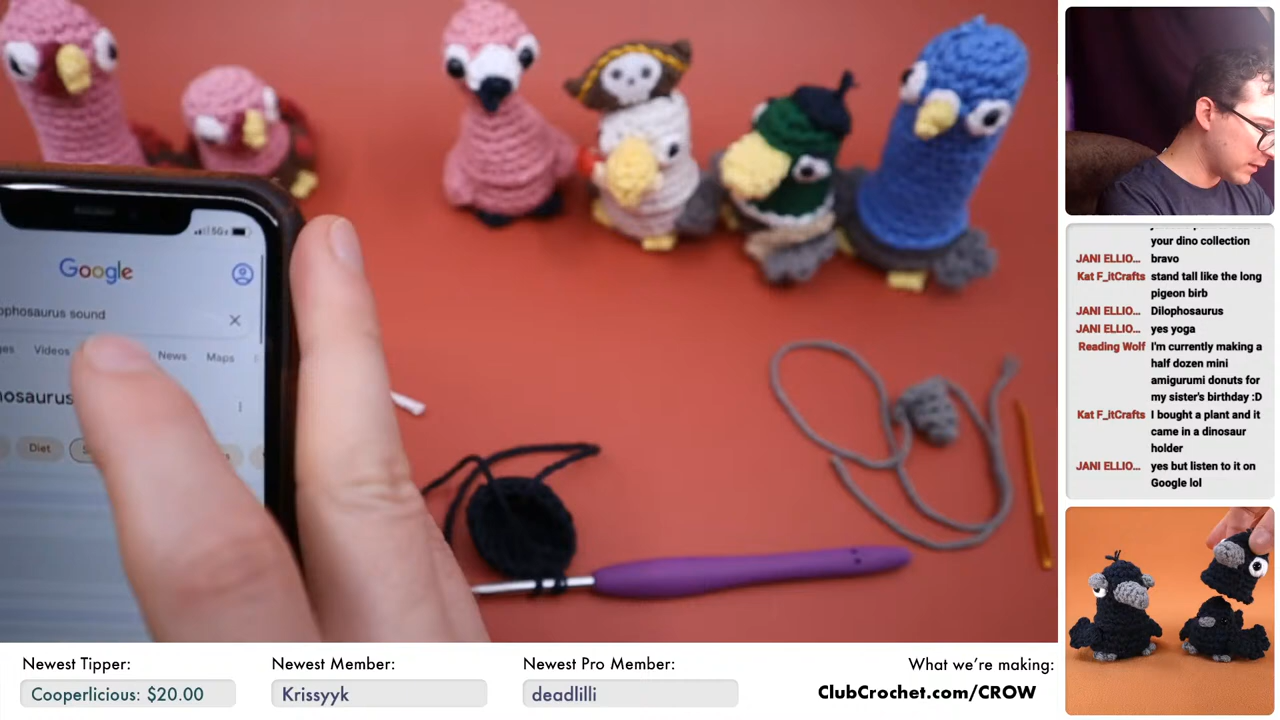 5G
Google
ophosaurus sound
Videos
News
Maps
osaurus
Diet
your dino collection
JANI ELLIO... bravo
Kat F_itCrafts stand tall like the long
pigeon birb
JANI ELLIO... Dilophosaurus
JANI ELLIO... yes yoga
Reading Wolf I'm currently making a
half dozen mini
amigurumi donuts for
my sister's birthday :D
Kat F_itCrafts I bought a plant and it
came in a dinosaur
holder
JANI ELLIO... yes but listen to it on
Google lol
Newest Tipper:
Cooperlicious: $20.00
Newest Member:
Krissyyk
Newest Pro Member:
deadlilli
What we're making:
ClubCrochet.com/CROW